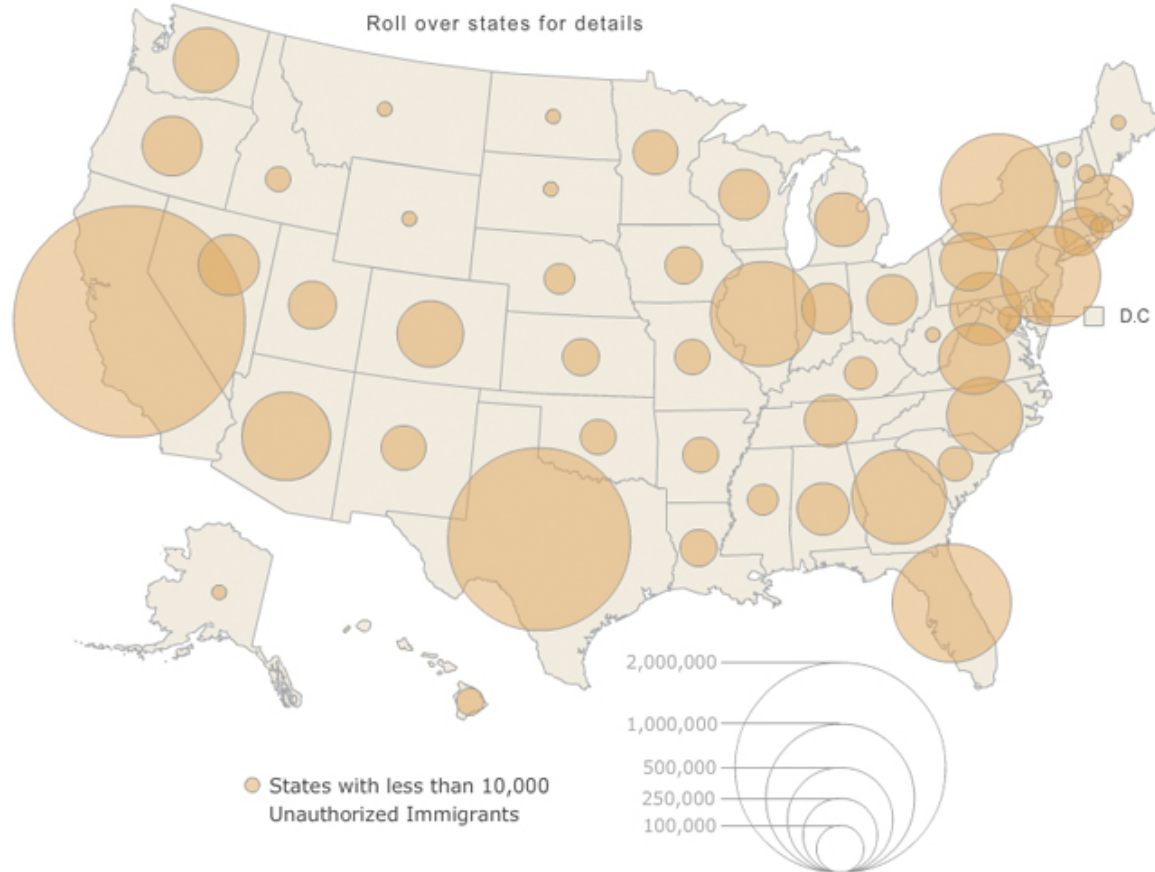 Roll over states for details
D.C
2,000,000
1,000,000
500,000
250,000
100,000
States with less than 10,000
Unauthorized Immigrants